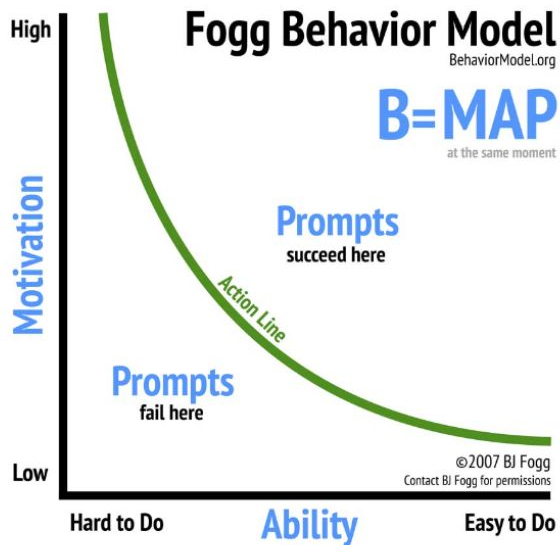 High
Fogg Behavior Model
BehaviorModel.org
B=MAP
at the same moment
Motivation
Prompts
succeed here
Action Line
Prompts
fail here
Low
©2007 BJ Fogg
Contact BJ Fogg for permissions
Hard to Do
Ability
Easy to Do